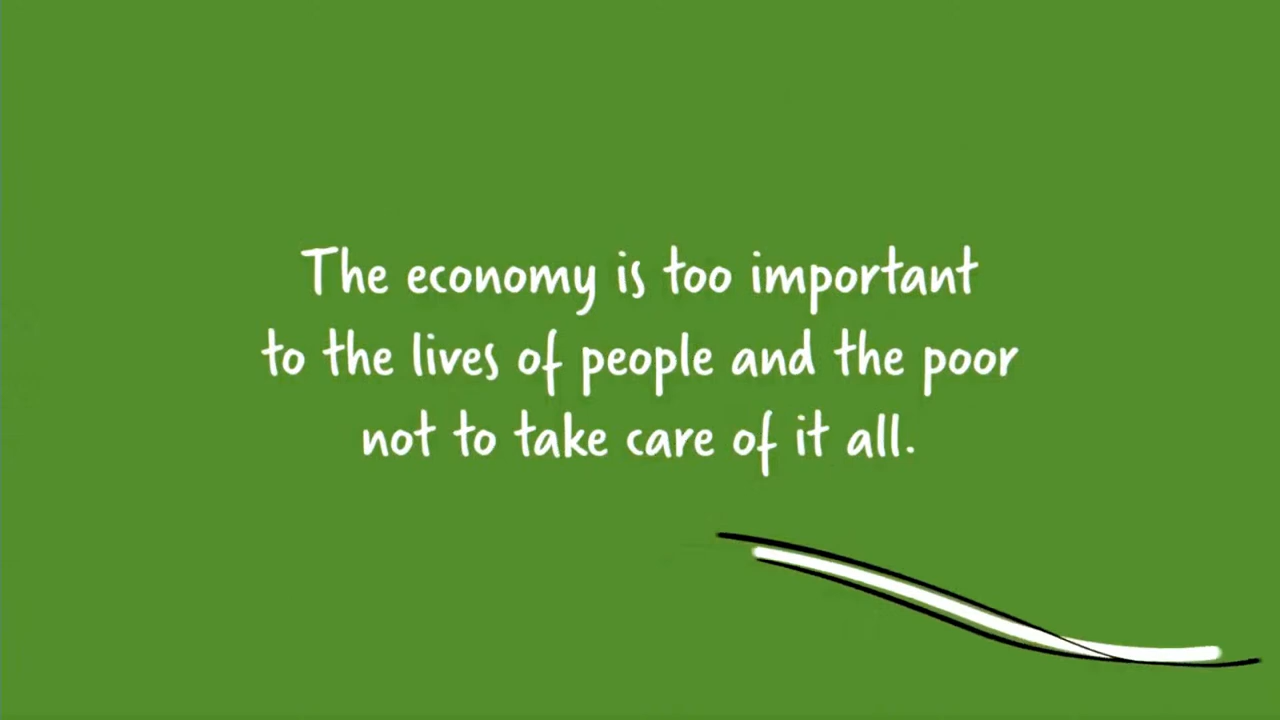 The economy is too important
to the lives of people and the poor
not to take care of it all.